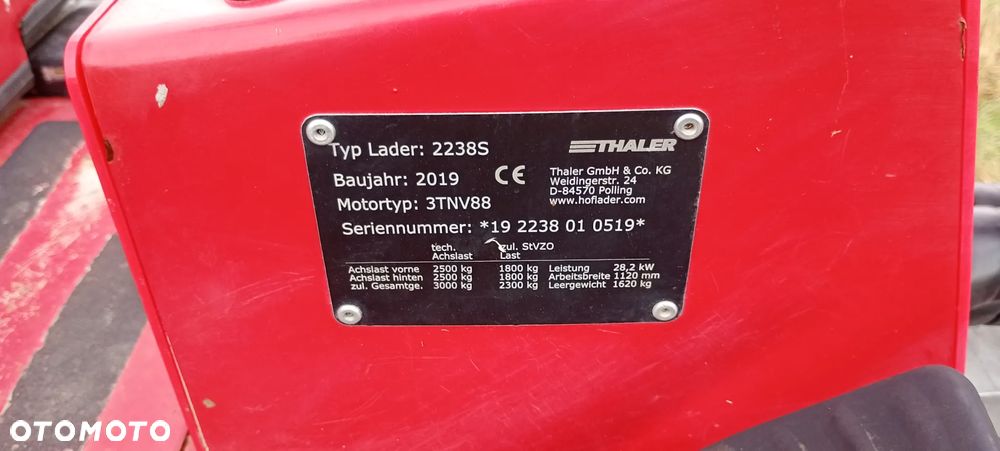 Typ Lader: 2238S
THALER
Baujahr: 2019
CE
Thaler GmbH & Co. KG
Weidingerstr. 24
D-84570 Polling
www.hoflader.com
Motortyp: 3TNV88
Seriennummer: *19 2238 01 0519*
tech. Achslast
zul. StVZO Last
Achslast vorne 2500 kg 1800 kg Leistung 28,2 kW
Achslast hinten 2500 kg 1800 kg Arbeitsbreite 1120 mm
zul. Gesamtge. 3000 kg 2300 kg Leergewicht 1620 kg
OTOMOTO